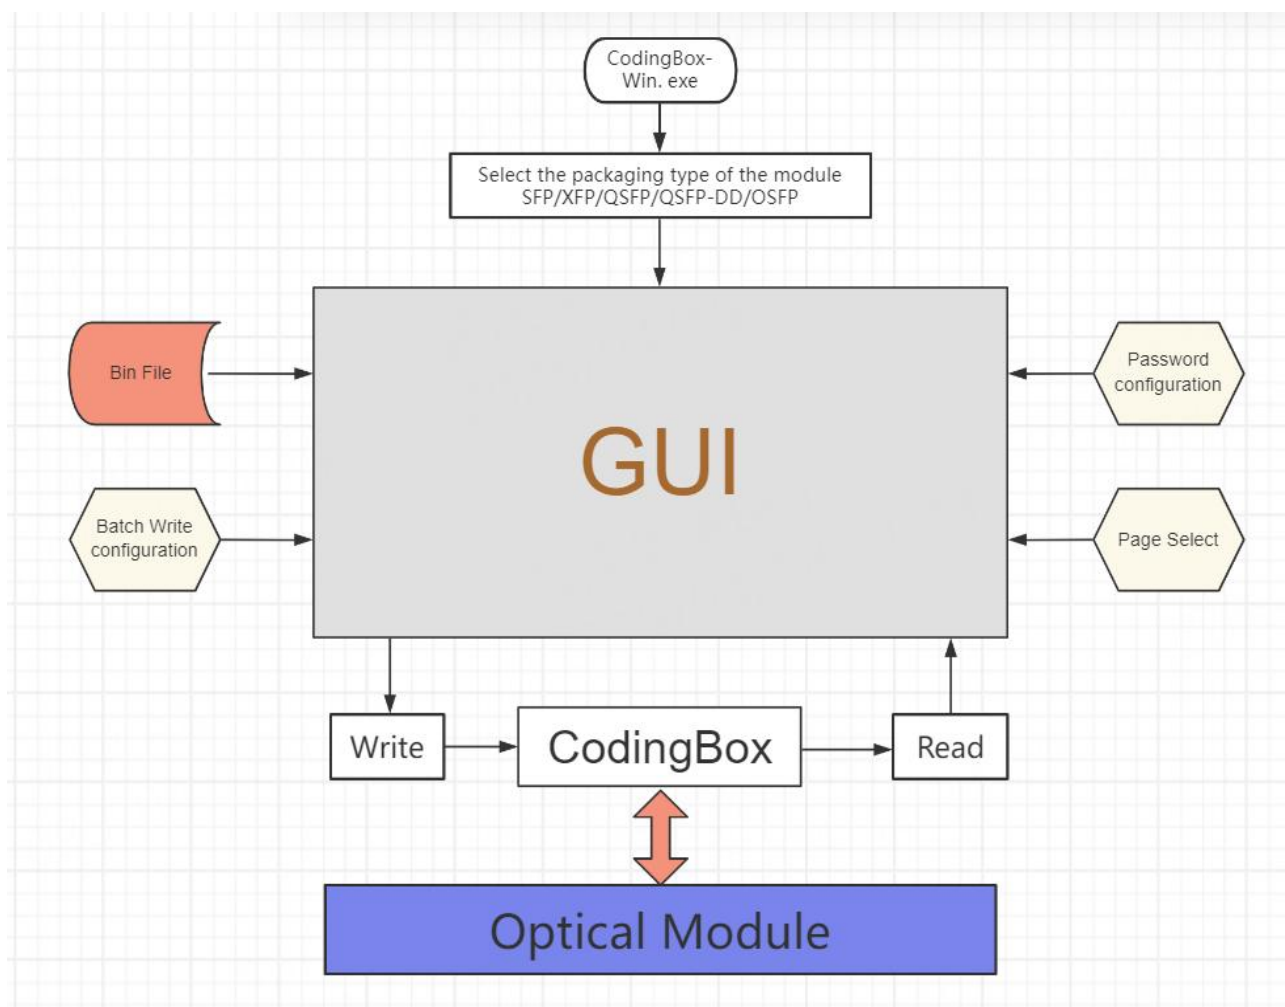 CodingBox-
Win. exe
Select the packaging type of the module
SFP/XFP/QSFP/QSFP-DD/OSFP
Bin File
Password
configuration
GUI
Batch Write
configuration
Page Select
Write
CodingBox
Read
Optical Module